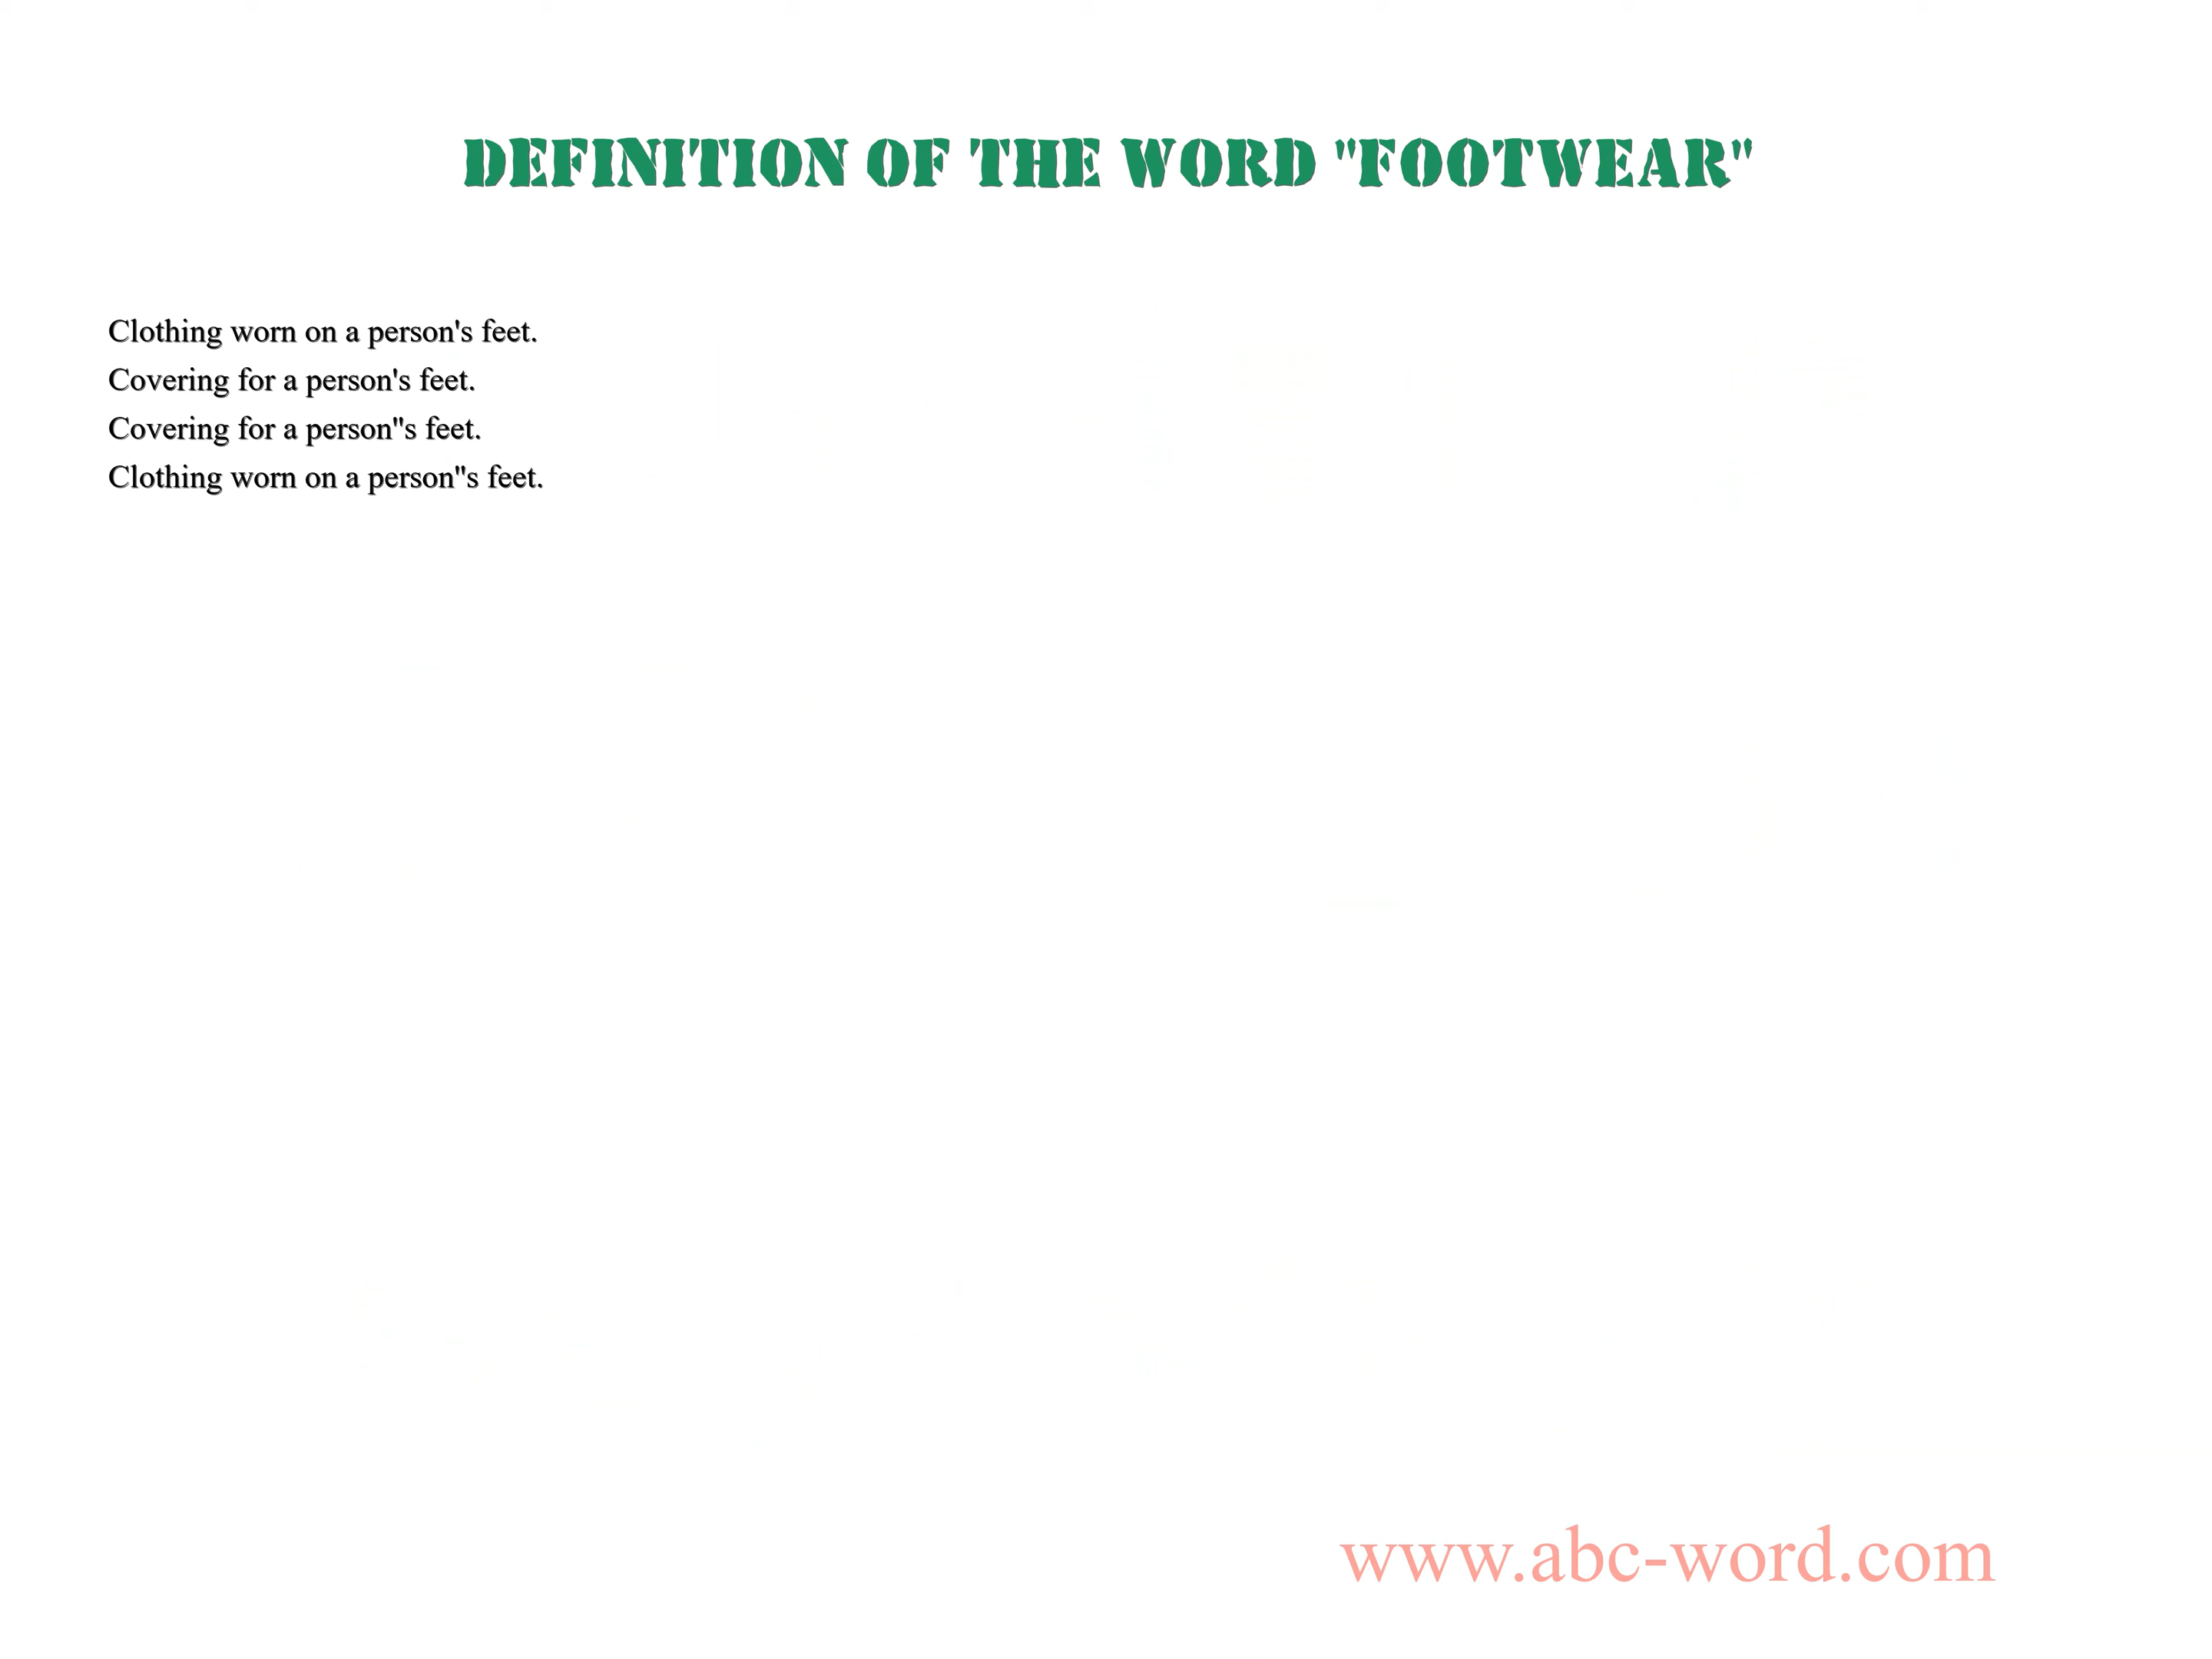 DEFINITION OF THE WORD "FOOTWEAR"
Clothing worn on a person's feet.
Covering for a person's feet.
Covering for a person"s feet.
Clothing worn on a person"s feet.
www.abc-word.com